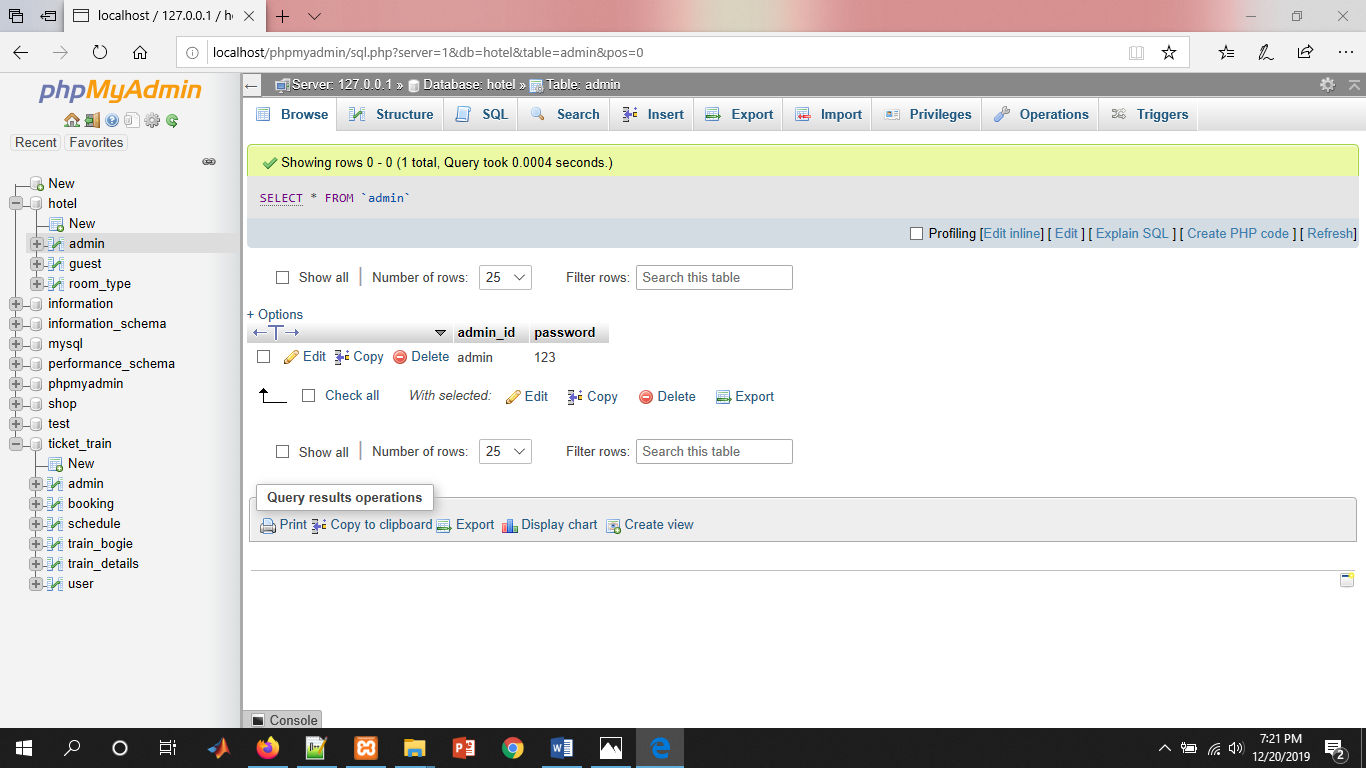 localhost / 127.0.0.1 / h
localhost/phpmyadmin/sql.php?server=1&db=hotel&table=admin&pos=0
phpMyAdmin
Recent Favorites
New
hotel
New
admin
guest
room_type
information
information_schema
mysql
performance_schema
phpmyadmin
shop
test
ticket_train
New
admin
booking
schedule
train_bogie
train_details
user
Server: 127.0.0.1 » Database: hotel » Table: admin
Browse Structure SQL Search Insert Export Import Privileges Operations Triggers
Showing rows 0 - 0 (1 total, Query took 0.0004 seconds.)
SELECT * FROM `admin`
Profiling [Edit inline] [ Edit ] [ Explain SQL ] [ Create PHP code ] [ Refresh]
Show all | Number of rows: 25 Filter rows: Search this table
+ Options
←T→ admin_id password
Edit Copy Delete admin 123
Check all With selected: Edit Copy Delete Export
Show all | Number of rows: 25 Filter rows: Search this table
Query results operations
Print Copy to clipboard Export Display chart Create view
Console
7:21 PM
12/20/2019
2